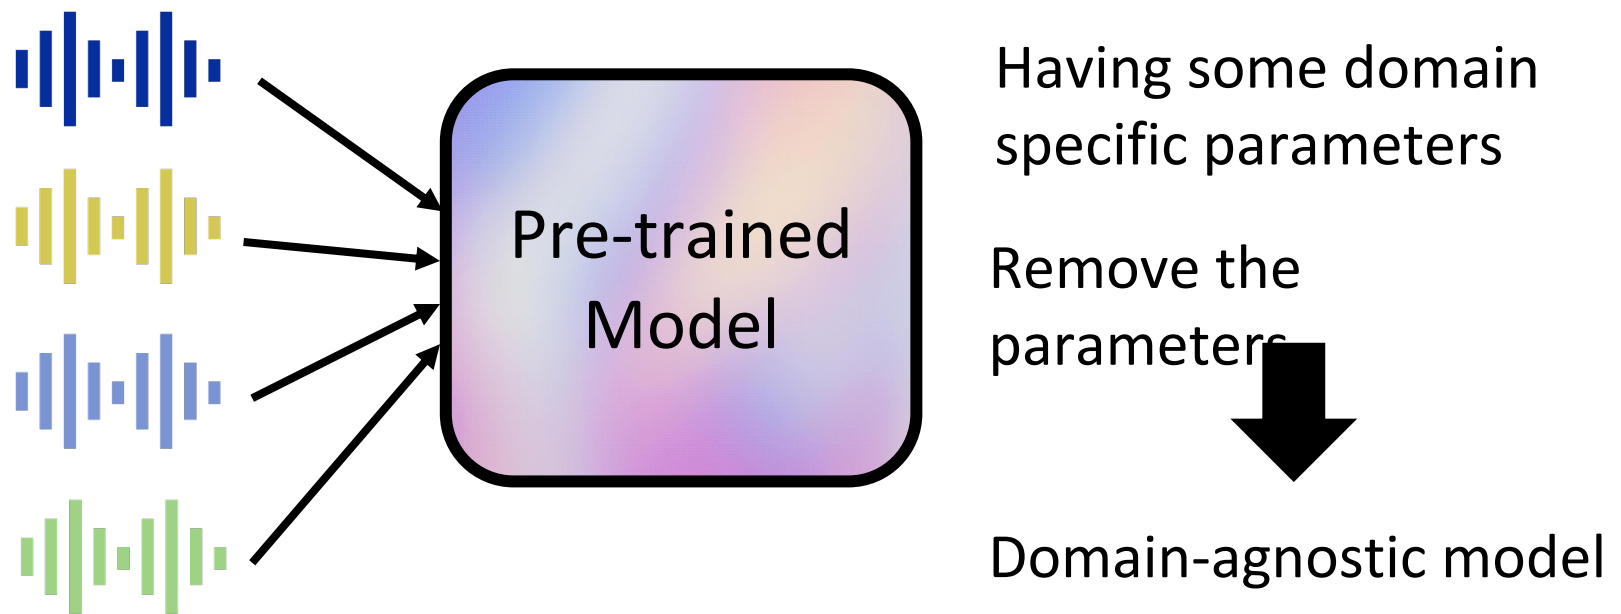 Pre-trained
Model
Having some domain
specific parameters
Remove the
parameters
Domain-agnostic model